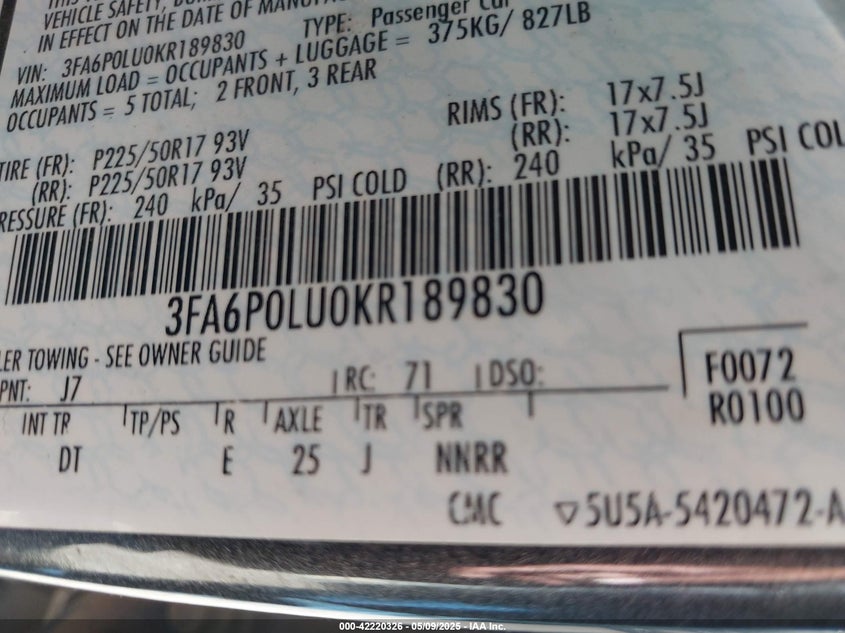 VEHICLE SAFETY,
IN EFFECT ON THE DATE OF
VIN: 3FA6P0LU0KR189830 TYPE: Passenger Car
MAXIMUM LOAD = OCCUPANTS + LUGGAGE = 375KG/ 827LB
OCCUPANTS = 5 TOTAL; 2 FRONT, 3 REAR
TIRE (FR): P225/50R17 93V RIMS (FR): 17x7.5J
(RR): P225/50R17 93V (RR): 17x7.5J
PRESSURE (FR): 240 kPa/ 35 PSI COLD (RR): 240 kPa/ 35 PSI COL
3FA6P0LU0KR189830
LER TOWING - SEE OWNER GUIDE
PNT: J7 RC: 71 DSO:
F0072
R0100
INT TR TP/PS R AXLE TR SPR
DT E 25 J NNRR
CMC ▽5U5A-5420472-A
000-42220326 - 05/09/2025 - IAA Inc.